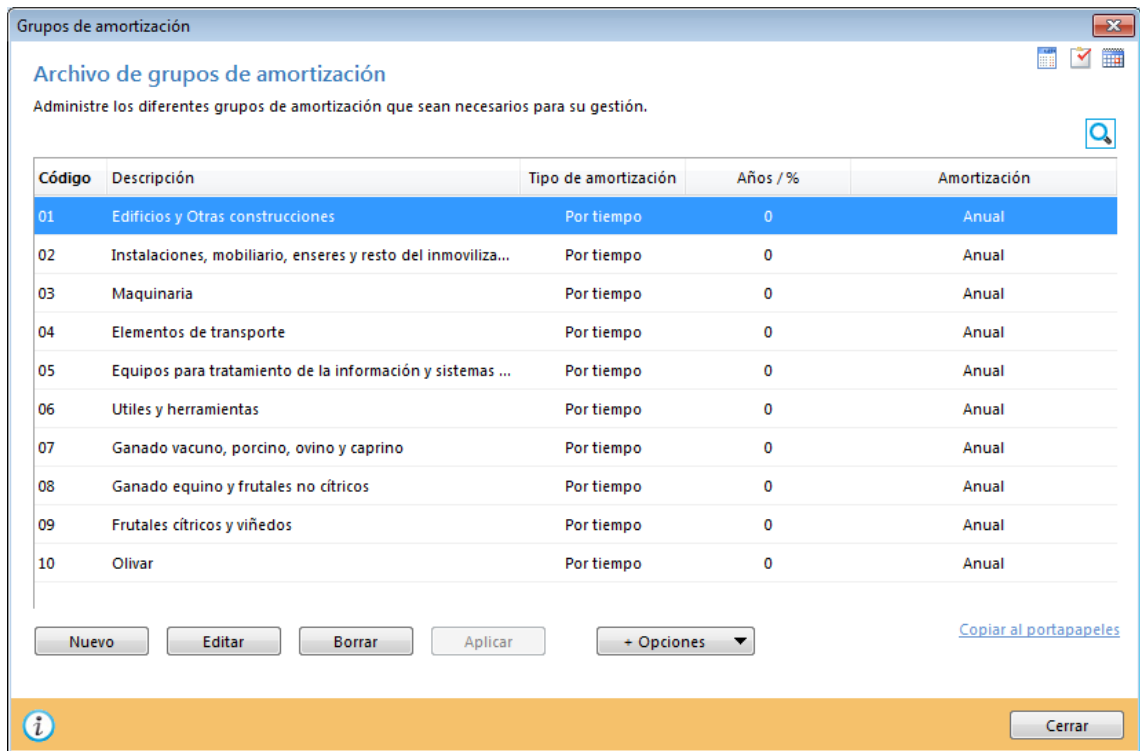 Grupos de amortización
Archivo de grupos de amortización
Administre los diferentes grupos de amortización que sean necesarios para su gestión.
Código Descripción Tipo de amortización Años / % Amortización
01 Edificios y Otras construcciones Por tiempo 0 Anual
02 Instalaciones, mobiliario, enseres y resto del inmoviliza... Por tiempo 0 Anual
03 Maquinaria Por tiempo 0 Anual
04 Elementos de transporte Por tiempo 0 Anual
05 Equipos para tratamiento de la información y sistemas ... Por tiempo 0 Anual
06 Utiles y herramientas Por tiempo 0 Anual
07 Ganado vacuno, porcino, ovino y caprino Por tiempo 0 Anual
08 Ganado equino y frutales no cítricos Por tiempo 0 Anual
09 Frutales cítricos y viñedos Por tiempo 0 Anual
10 Olivar Por tiempo 0 Anual
Nuevo Editar Borrar Aplicar + Opciones Copiar al portapapeles
Cerrar